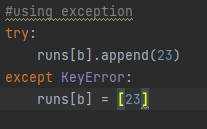 #using exception
try:
    runs[b].append(23)
except KeyError:
    runs[b] = [23]